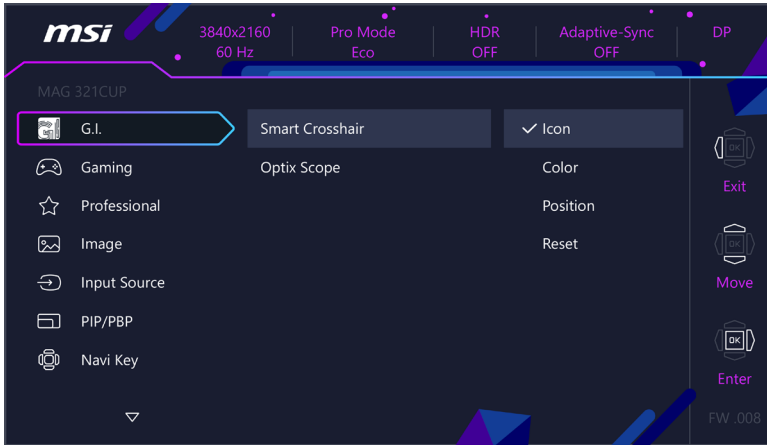 msi
3840x2160
60 Hz
Pro Mode
Eco
HDR
OFF
Adaptive-Sync
OFF
DP
MAG 321CUP
G.I.
Gaming
Professional
Image
Input Source
PIP/PBP
Navi Key
Smart Crosshair
Optix Scope
Icon
Color
Position
Reset
OK
Exit
OK
Move
OK
Enter
FW .008